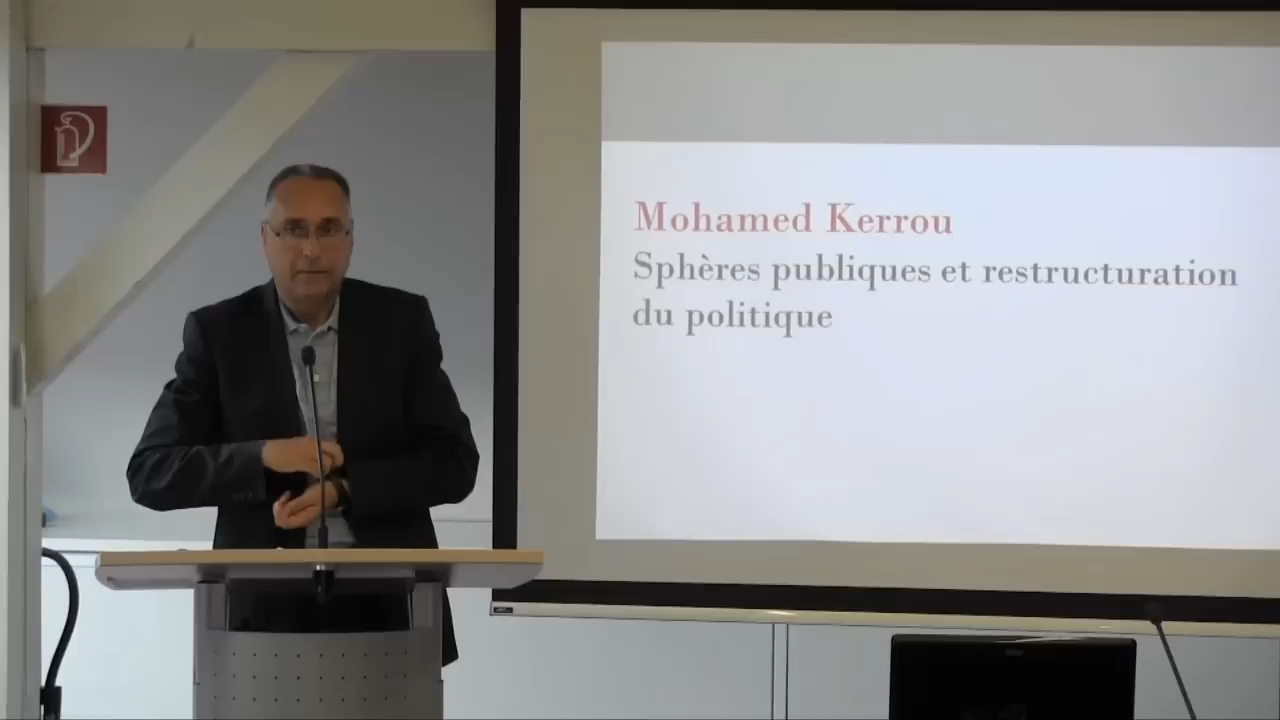 Mohamed Kerrou
Sphères publiques et restructuration
du politique